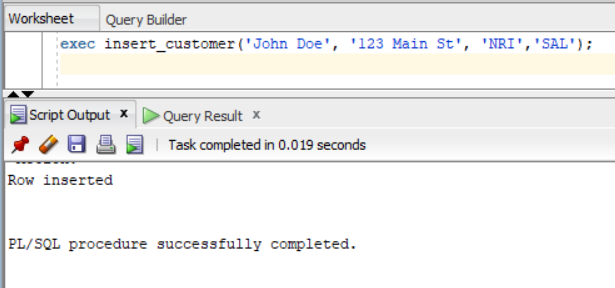 Worksheet Query Builder
exec insert_customer('John Doe', '123 Main St', 'NRI','SAL');
Script Output x Query Result x
Task completed in 0.019 seconds
Row inserted
PL/SQL procedure successfully completed.